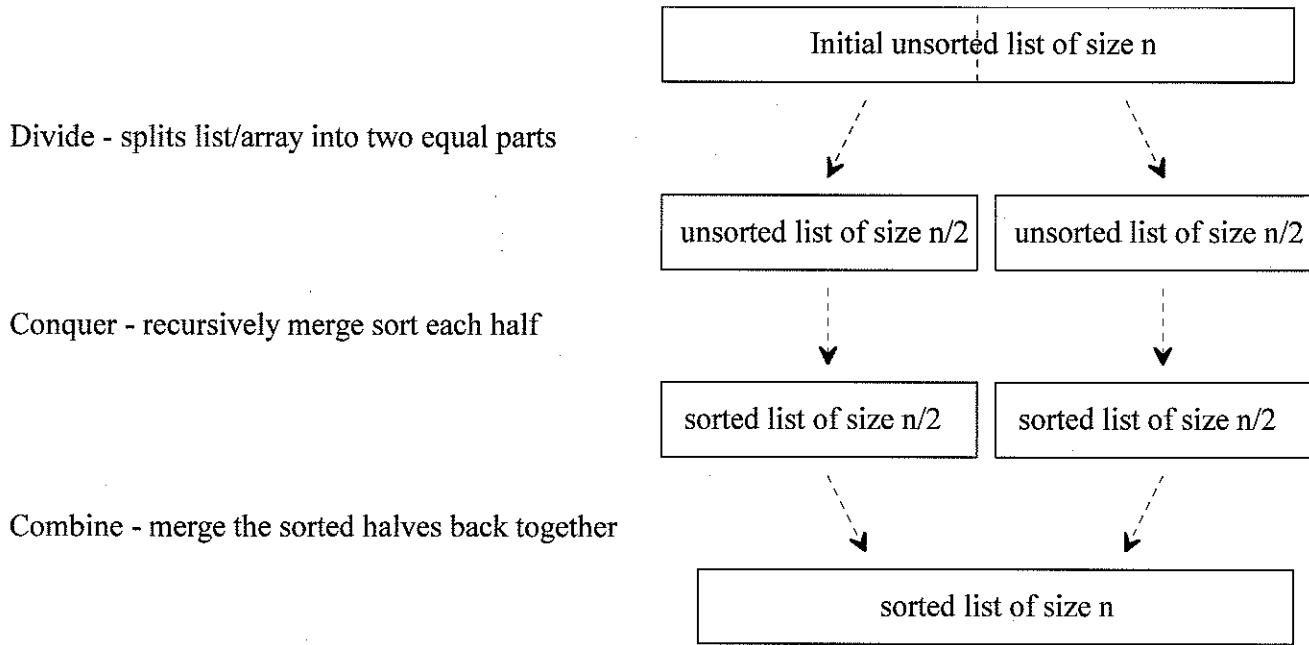 Initial unsorted list of size n
Divide - splits list/array into two equal parts
unsorted list of size n/2 unsorted list of size n/2
Conquer - recursively merge sort each half
sorted list of size n/2 sorted list of size n/2
Combine - merge the sorted halves back together
sorted list of size n